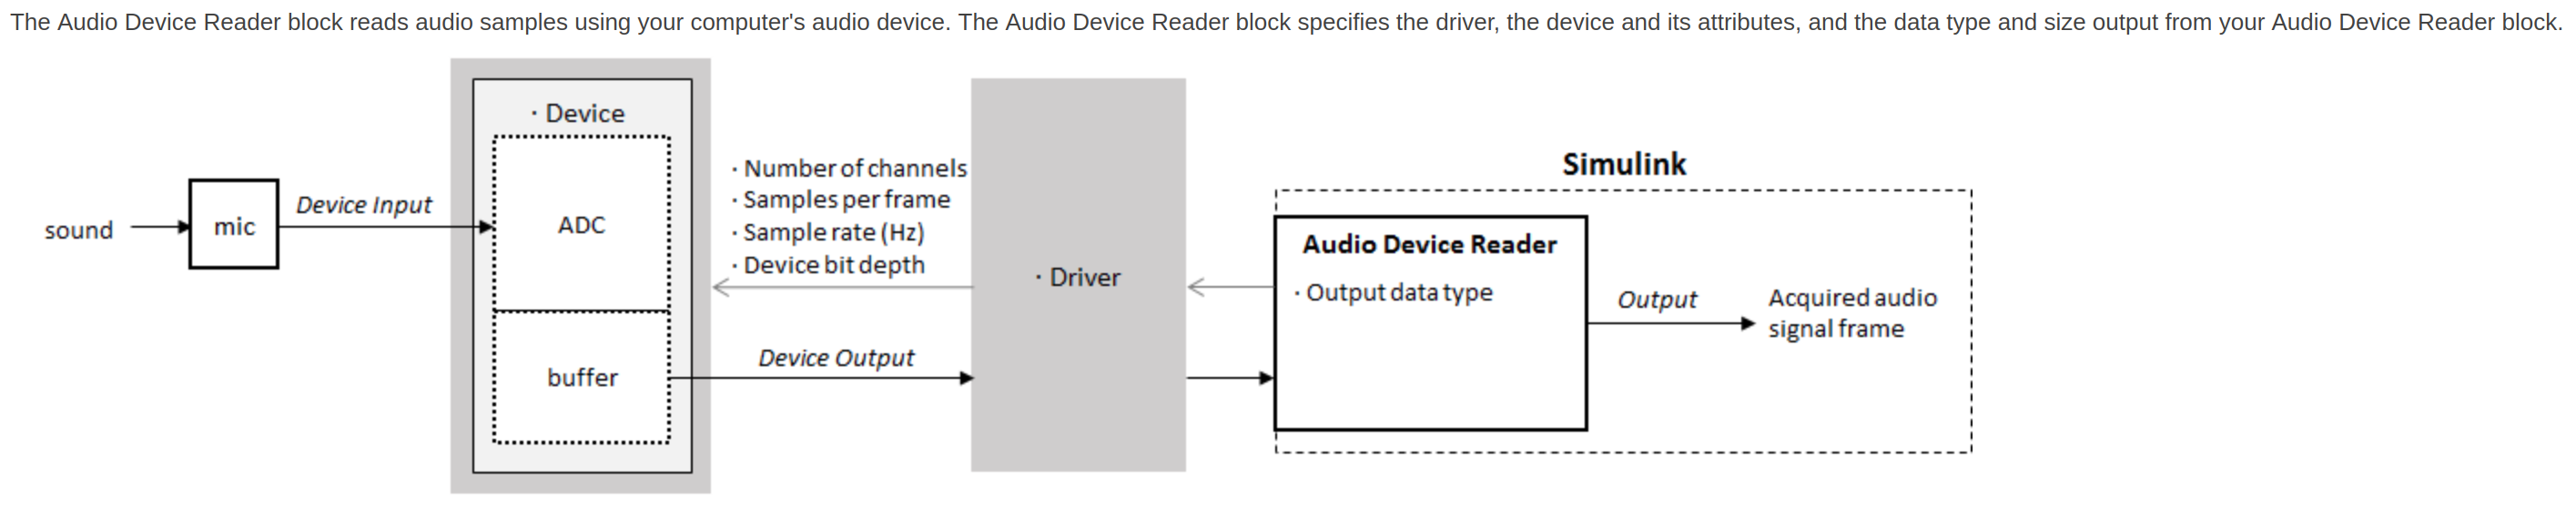 The Audio Device Reader block reads audio samples using your computer's audio device. The Audio Device Reader block specifies the driver, the device and its attributes, and the data type and size output from your Audio Device Reader block.
sound
mic
Device Input
· Device
ADC
buffer
· Number of channels
· Samples per frame
· Sample rate (Hz)
· Device bit depth
Device Output
· Driver
Simulink
Audio Device Reader
· Output data type
Output
Acquired audio
signal frame